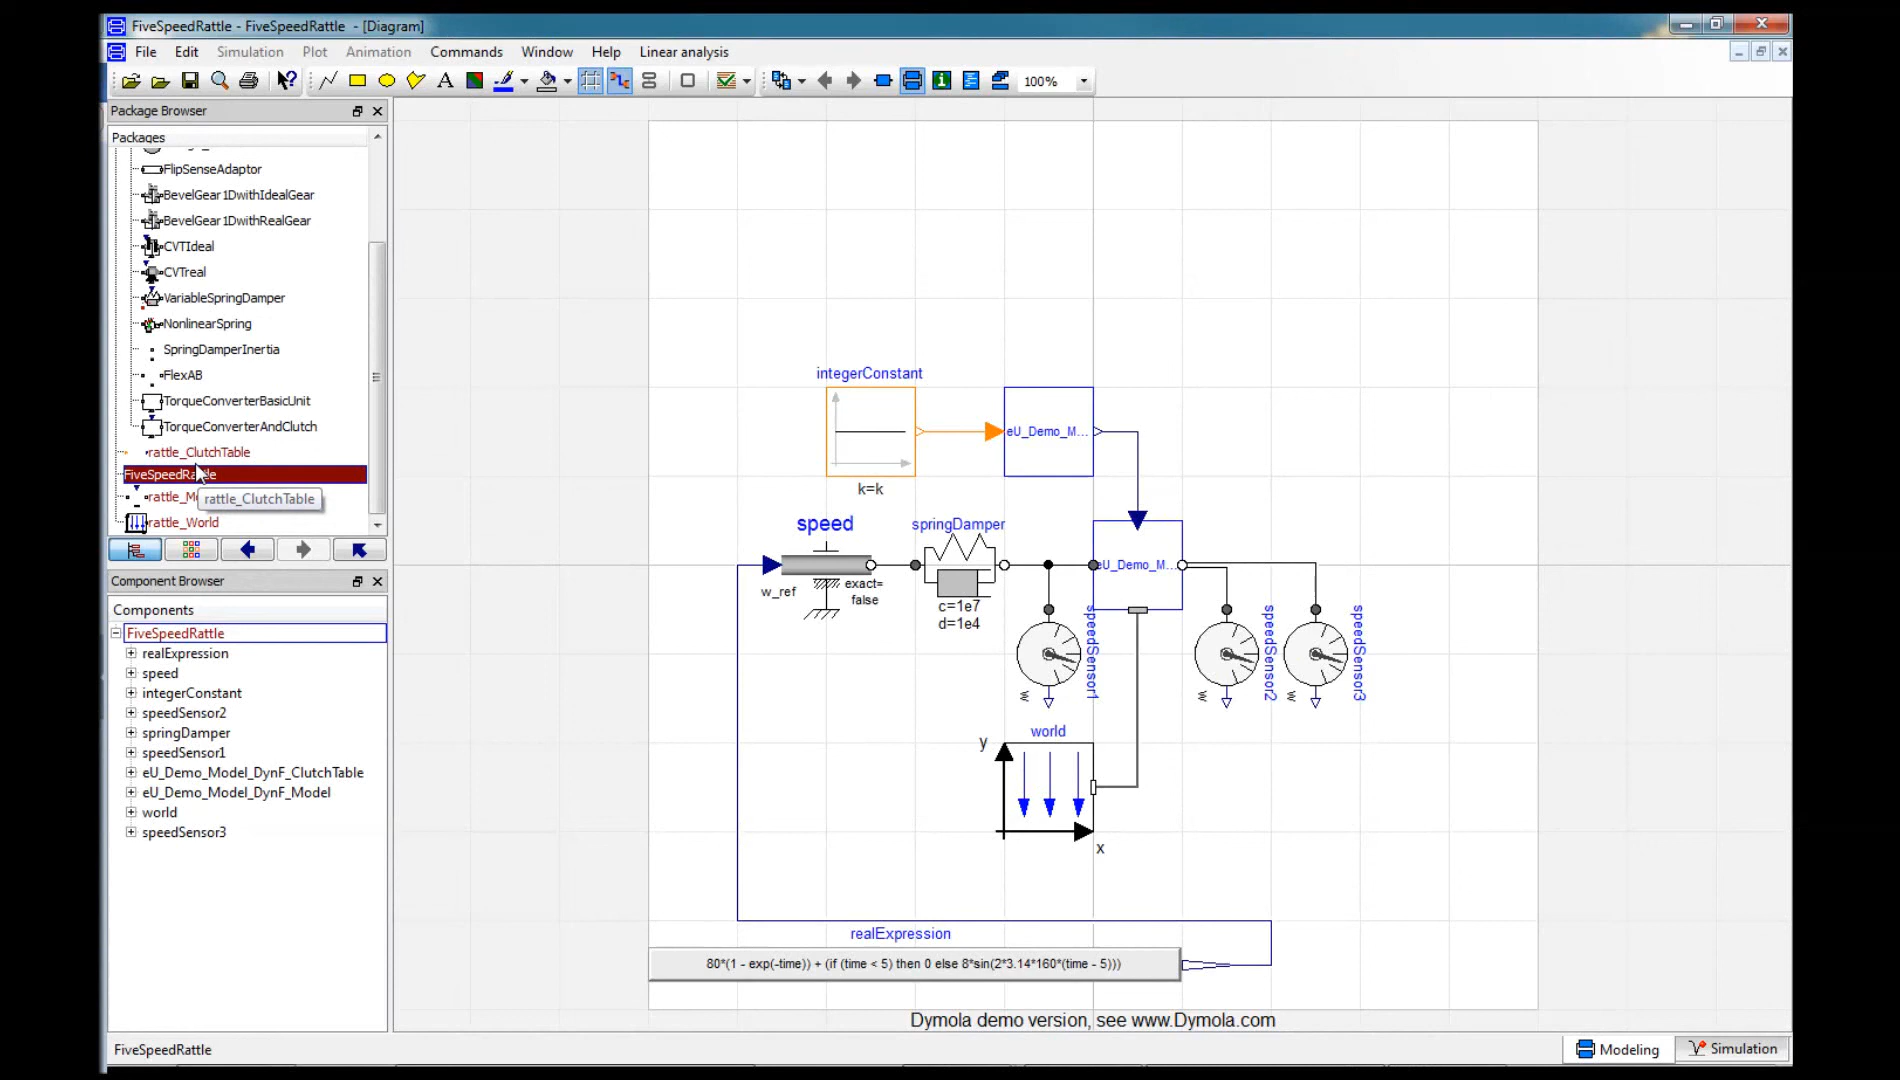 FiveSpeedRattle - FiveSpeedRattle - [Diagram]
File Edit Simulation Plot Animation Commands Window Help Linear analysis
100%
Package Browser
Packages
FlipSenseAdaptor
BevelGear1DwithIdealGear
BevelGear1DwithRealGear
CVTIdeal
CVTreal
VariableSpringDamper
NonlinearSpring
SpringDamperInertia
FlexAB
TorqueConverterBasicUnit
TorqueConverterAndClutch
rattle_ClutchTable
FiveSpeedRattle
rattle_M
rattle_ClutchTable
rattle_World
Component Browser
Components
FiveSpeedRattle
realExpression
speed
integerConstant
speedSensor2
springDamper
speedSensor1
eU_Demo_Model_DynF_ClutchTable
eU_Demo_Model_DynF_Model
world
speedSensor3
integerConstant
k=k
eU_Demo_M...
speed
w_ref
exact=
false
springDamper
c=1e7
d=1e4
eU_Demo_M...
speedSensor1
w
speedSensor2
w
speedSensor3
w
world
y
x
realExpression
80*(1 - exp(-time)) + (if (time < 5) then 0 else 8*sin(2*3.14*160*(time - 5)))
Dymola demo version, see www.Dymola.com
FiveSpeedRattle
Modeling
Simulation